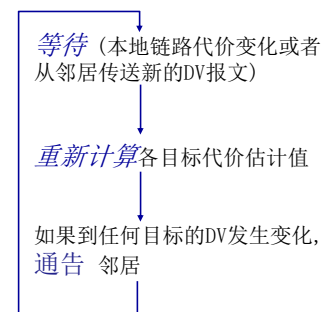 等待 (本地链路代价变化或者
从邻居传送新的DV报文)
重新计算各目标代价估计值
如果到任何目标的DV发生变化,
通告 邻居